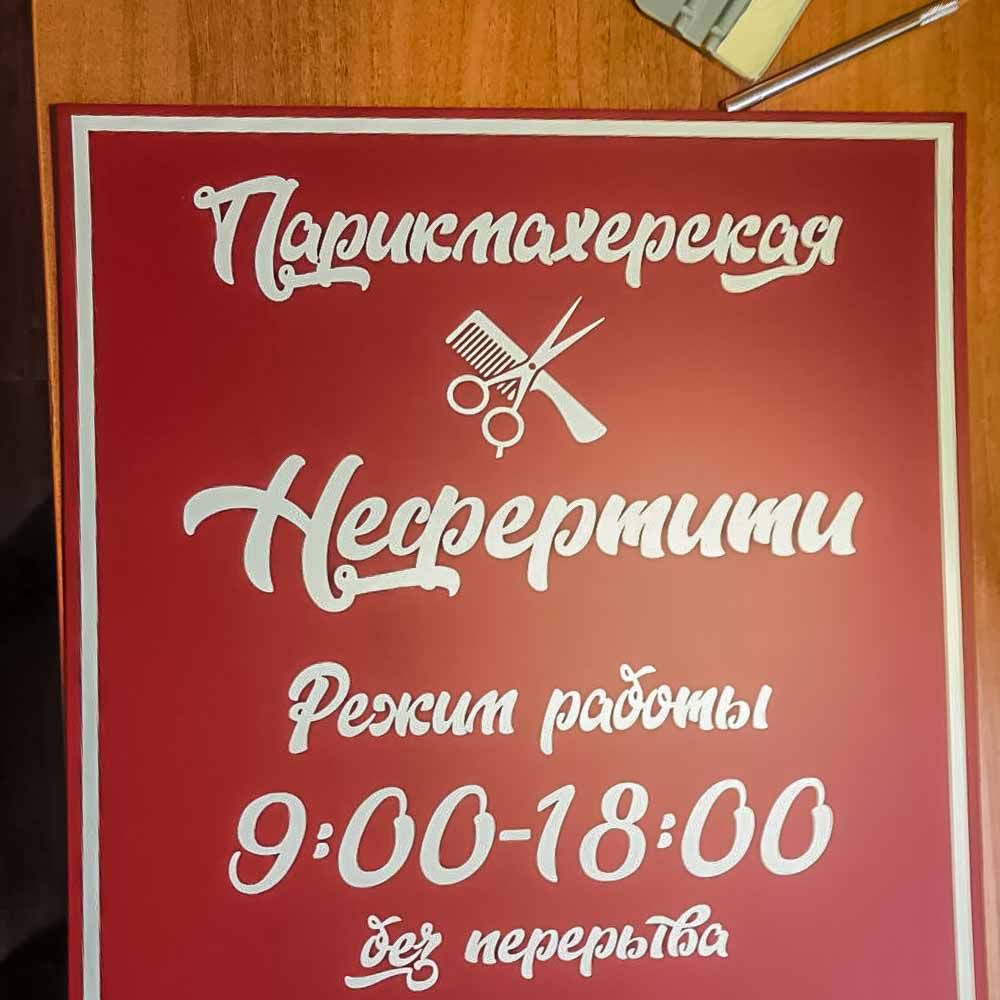 Парикмахерская
Нефертити
Режим работы
9:00-18:00
без перерыва